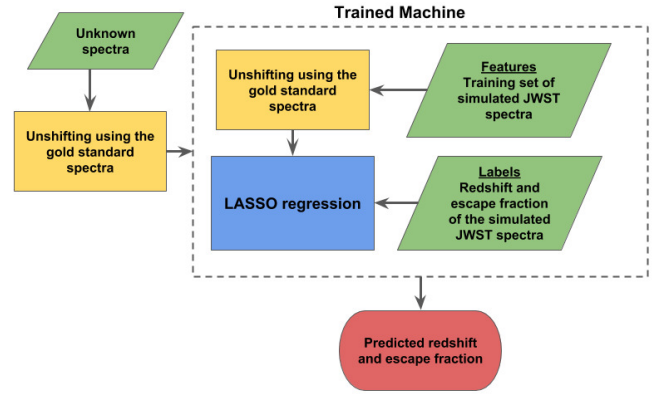 Trained Machine
Unknown
spectra
Unshifting using the
gold standard
spectra
Unshifting using the
gold standard
spectra
Features
Training set of
simulated JWST
spectra
LASSO regression
Labels
Redshift and
escape fraction
of the simulated
JWST spectra
Predicted redshift
and escape fraction